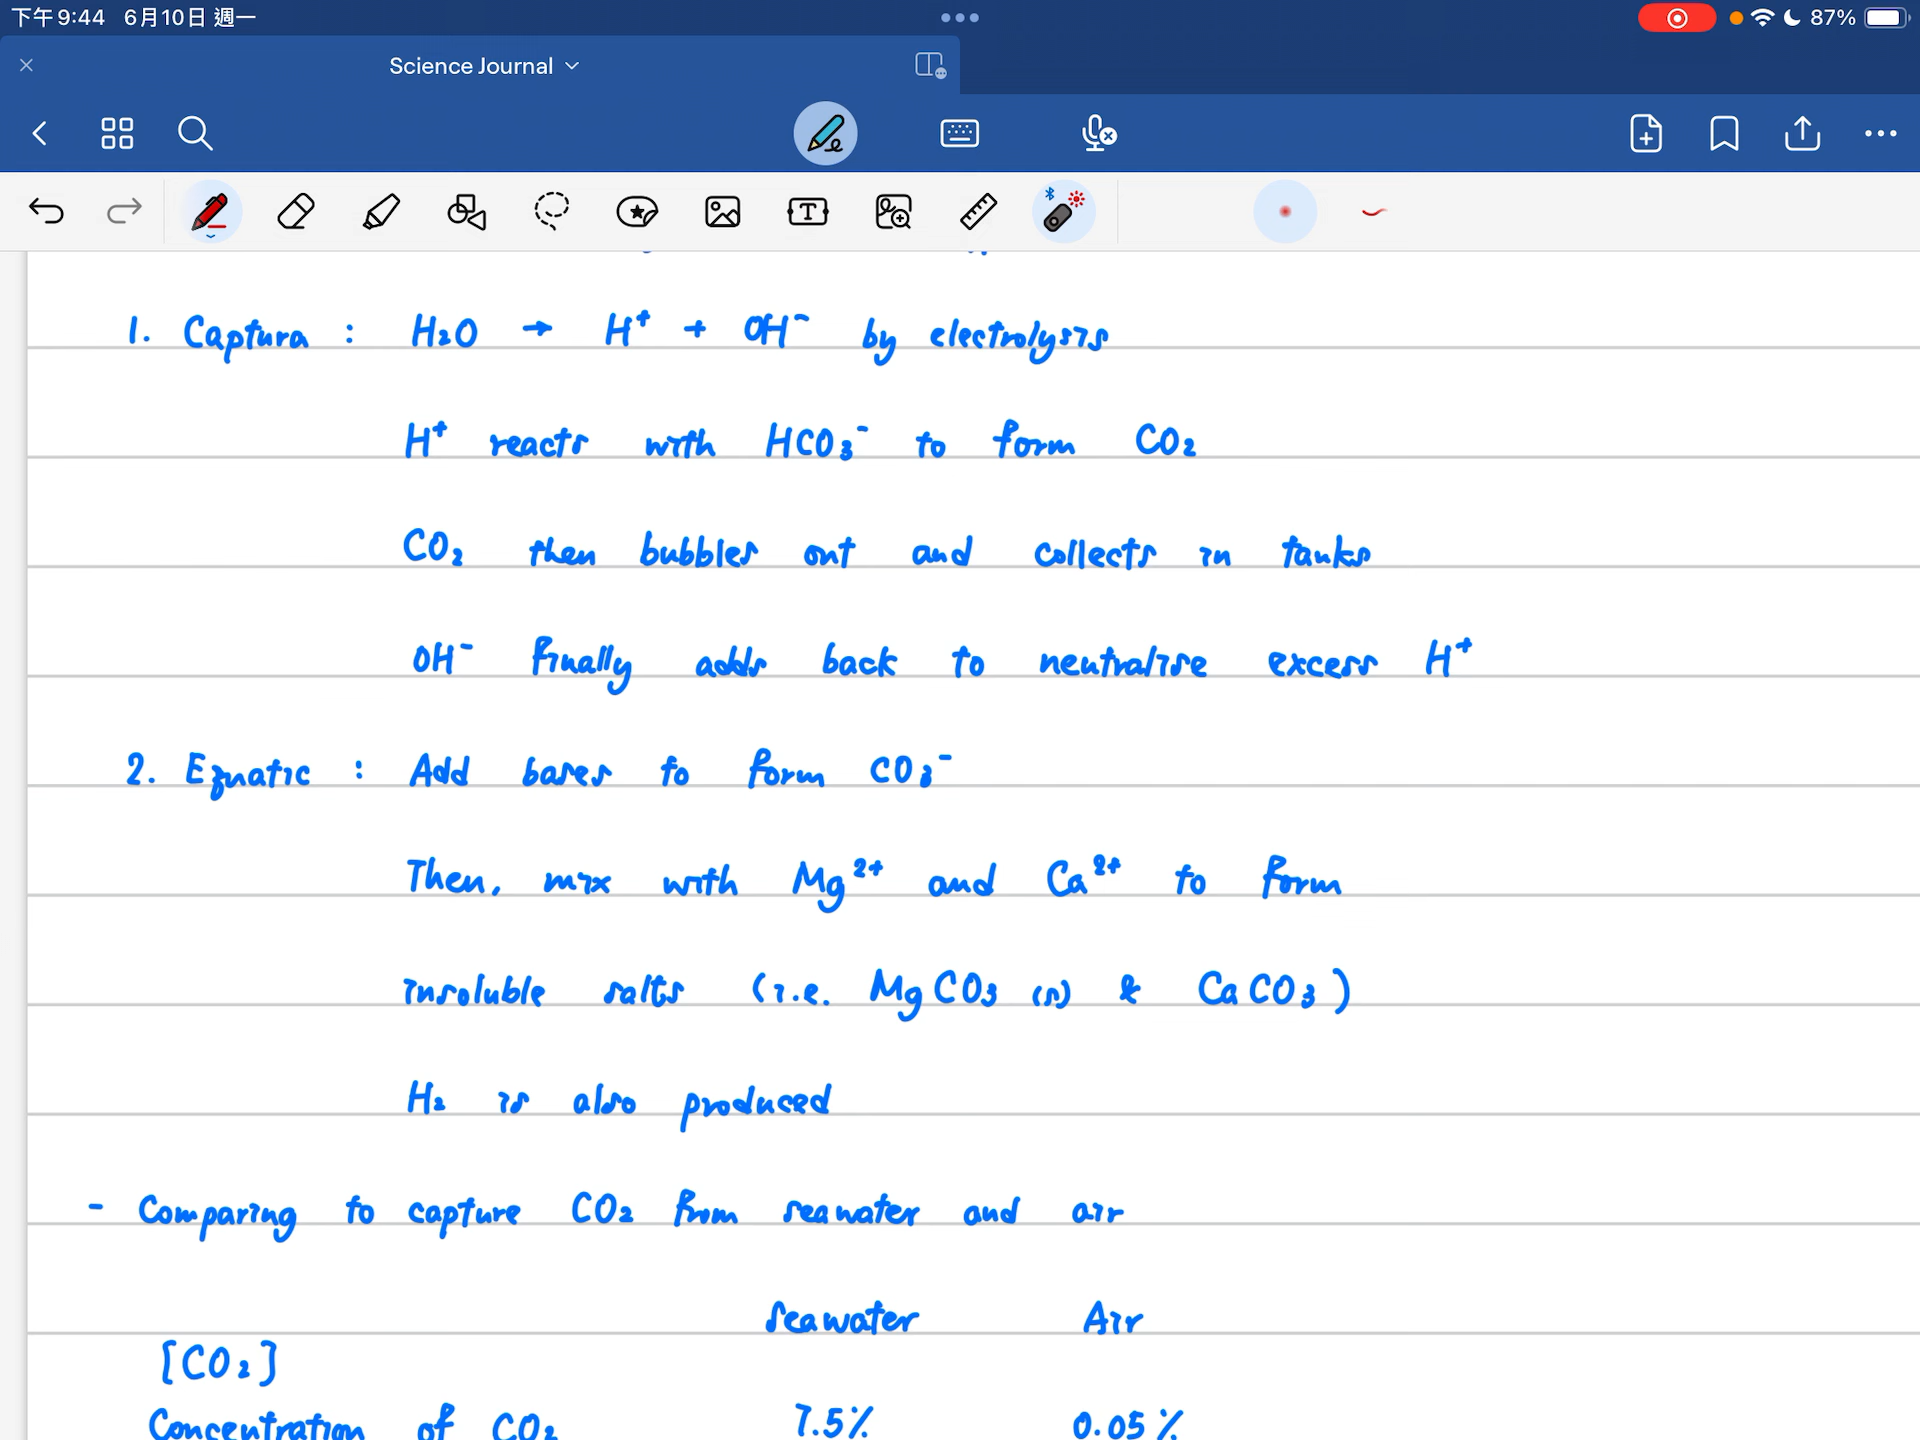 下午9:44 6月10日 週一
87%
Science Journal
1. Captura : H₂O → H⁺ + OH⁻ by electrolysis
H⁺ reacts with HCO₃⁻ to form CO₂
CO₂ then bubbles out and collects in tanks
OH⁻ finally adds back to neutralise excess H⁺
2. Equatic : Add bases to form CO₃⁻
Then, mix with Mg²⁺ and Ca²⁺ to form
insoluble salts (i.e. MgCO₃ (s) & CaCO₃)
H₂ is also produced
- Comparing to capture CO₂ from seawater and air
Seawater Air
[CO₂]
Concentration of CO₂ 7.5% 0.05%